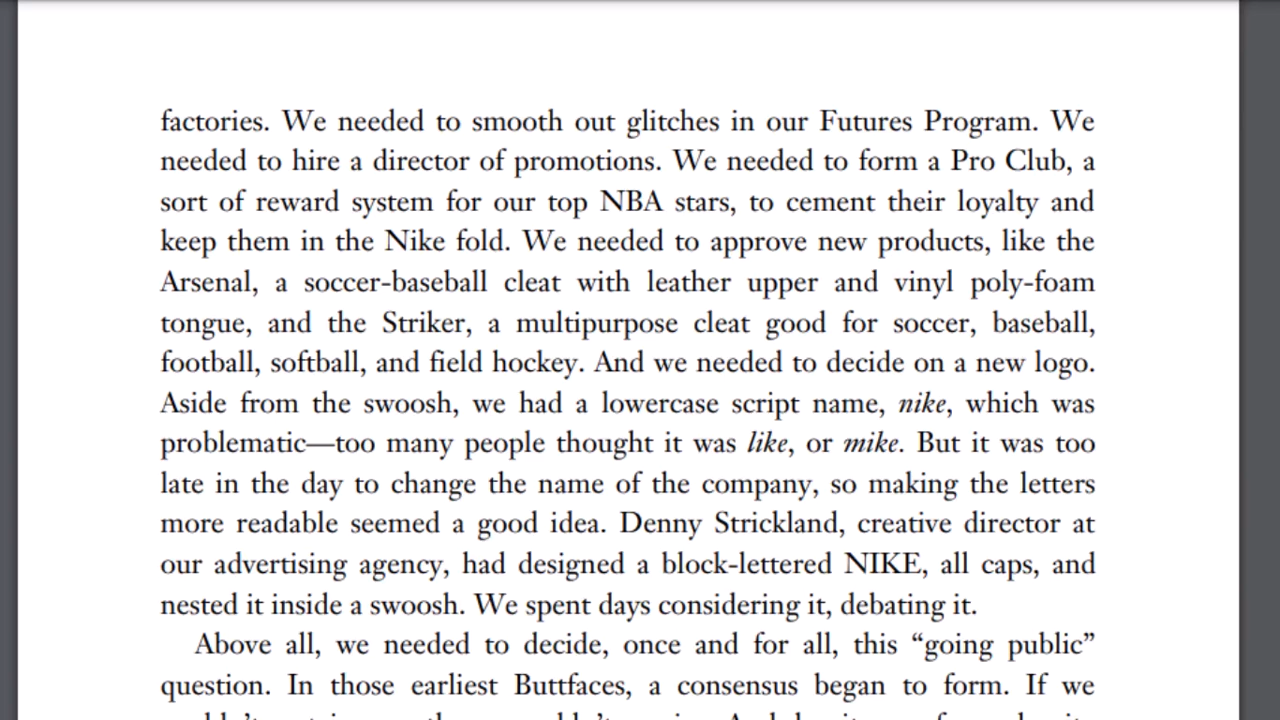 factories. We needed to smooth out glitches in our Futures Program. We
needed to hire a director of promotions. We needed to form a Pro Club, a
sort of reward system for our top NBA stars, to cement their loyalty and
keep them in the Nike fold. We needed to approve new products, like the
Arsenal, a soccer-baseball cleat with leather upper and vinyl poly-foam
tongue, and the Striker, a multipurpose cleat good for soccer, baseball,
football, softball, and field hockey. And we needed to decide on a new logo.
Aside from the swoosh, we had a lowercase script name, nike, which was
problematic—too many people thought it was like, or mike. But it was too
late in the day to change the name of the company, so making the letters
more readable seemed a good idea. Denny Strickland, creative director at
our advertising agency, had designed a block-lettered NIKE, all caps, and
nested it inside a swoosh. We spent days considering it, debating it.
Above all, we needed to decide, once and for all, this “going public”
question. In those earliest Buttfaces, a consensus began to form. If we